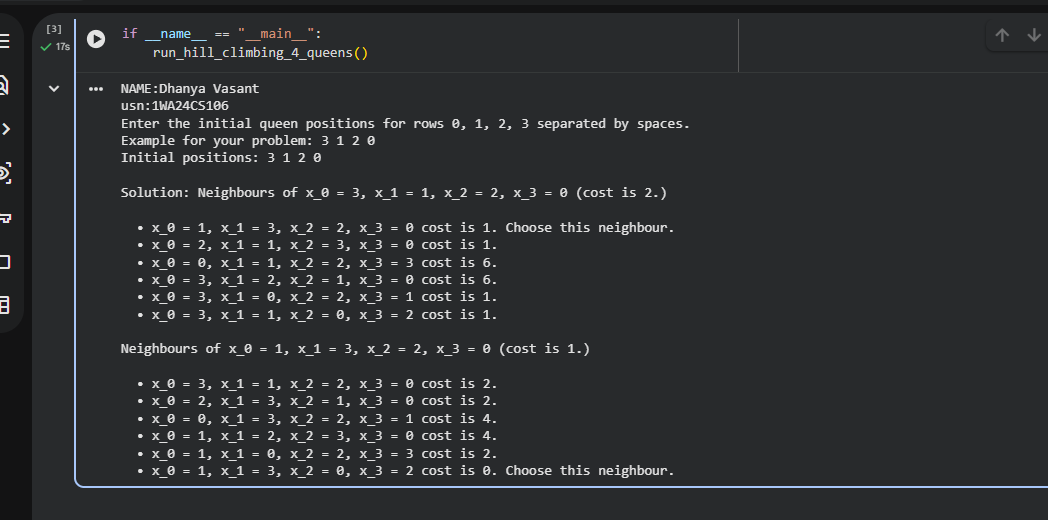 [3]
17s
if __name__ == "__main__":
run_hill_climbing_4_queens()
NAME:Dhanya Vasant
usn:1WA24CS106
Enter the initial queen positions for rows 0, 1, 2, 3 separated by spaces.
Example for your problem: 3 1 2 0
Initial positions: 3 1 2 0
Solution: Neighbours of x_0 = 3, x_1 = 1, x_2 = 2, x_3 = 0 (cost is 2.)
• x_0 = 1, x_1 = 3, x_2 = 2, x_3 = 0 cost is 1. Choose this neighbour.
• x_0 = 2, x_1 = 1, x_2 = 3, x_3 = 0 cost is 1.
• x_0 = 0, x_1 = 1, x_2 = 2, x_3 = 3 cost is 6.
• x_0 = 3, x_1 = 2, x_2 = 1, x_3 = 0 cost is 6.
• x_0 = 3, x_1 = 0, x_2 = 2, x_3 = 1 cost is 1.
• x_0 = 3, x_1 = 1, x_2 = 0, x_3 = 2 cost is 1.
Neighbours of x_0 = 1, x_1 = 3, x_2 = 2, x_3 = 0 (cost is 1.)
• x_0 = 3, x_1 = 1, x_2 = 2, x_3 = 0 cost is 2.
• x_0 = 2, x_1 = 3, x_2 = 1, x_3 = 0 cost is 2.
• x_0 = 0, x_1 = 3, x_2 = 2, x_3 = 1 cost is 4.
• x_0 = 1, x_1 = 2, x_2 = 3, x_3 = 0 cost is 4.
• x_0 = 1, x_1 = 0, x_2 = 2, x_3 = 3 cost is 2.
• x_0 = 1, x_1 = 3, x_2 = 0, x_3 = 2 cost is 0. Choose this neighbour.